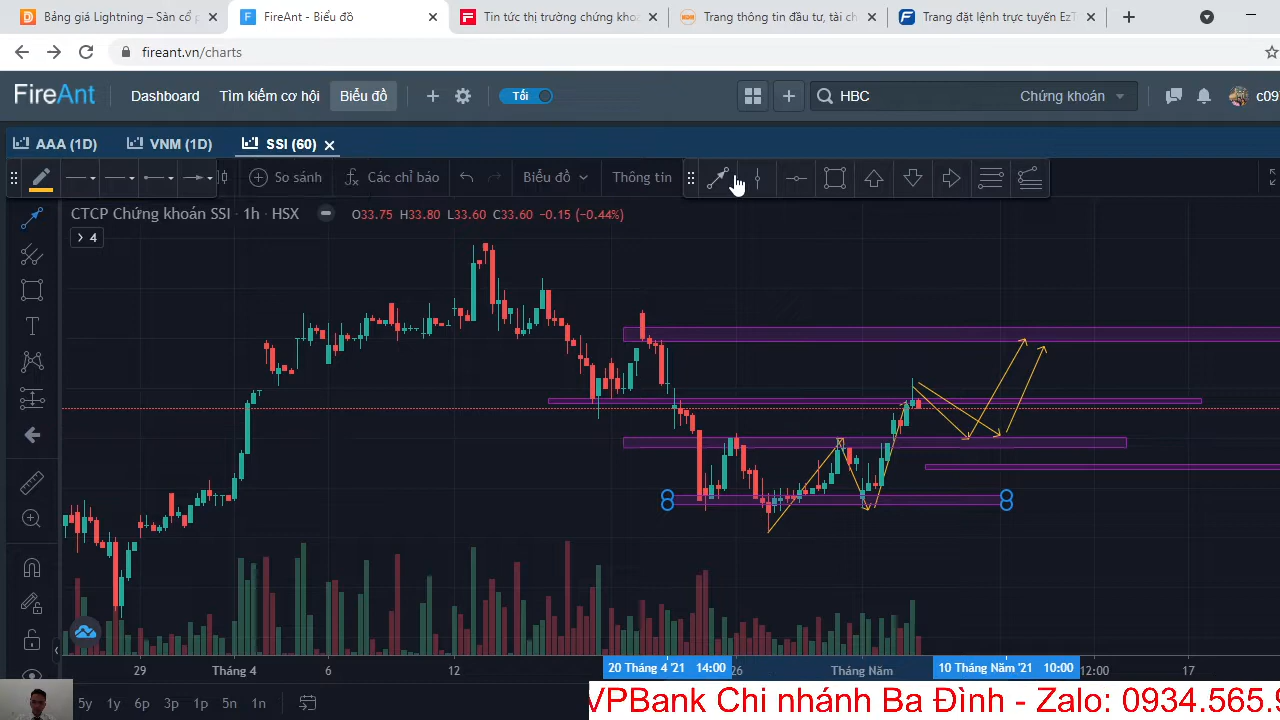 Bảng giá Lightning – Sàn cổ p
FireAnt - Biểu đồ
Tin tức thị trường chứng kho
Trang thông tin đầu tư, tài ch
Trang đặt lệnh trực tuyến EzT
fireant.vn/charts
FireAnt
Dashboard
Tìm kiếm cơ hội
Biểu đồ
Tối
HBC
Chứng khoán
c09
AAA (1D)
VNM (1D)
SSI (60)
So sánh
Các chỉ báo
Biểu đồ
Thông tin
CTCP Chứng khoán SSI · 1h · HSX
O33.75 H33.80 L33.60 C33.60 −0.15 (−0.44%)
4
29
Tháng 4
6
12
20 Tháng 4 '21 14:00
26
Tháng Năm
10 Tháng Năm '21 10:00
12:00
17
5y
1y
6p
3p
1p
5n
1n
VPBank Chi nhánh Ba Đình - Zalo: 0934.565.9